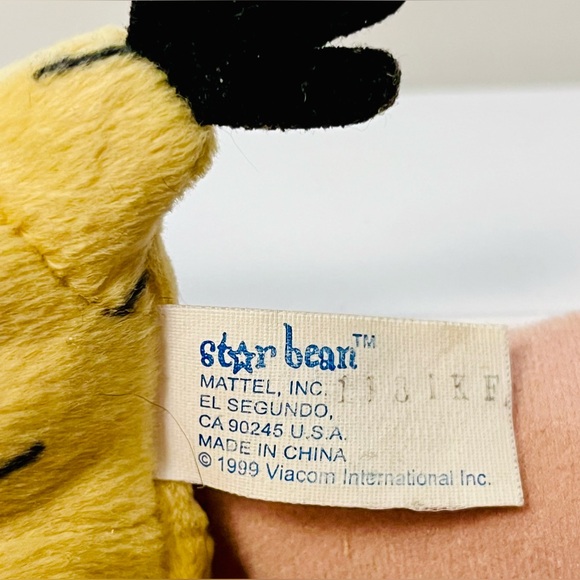 star bean™
MATTEL, INC.
EL SEGUNDO,
CA 90245 U.S.A.
MADE IN CHINA
© 1999 Viacom International Inc.